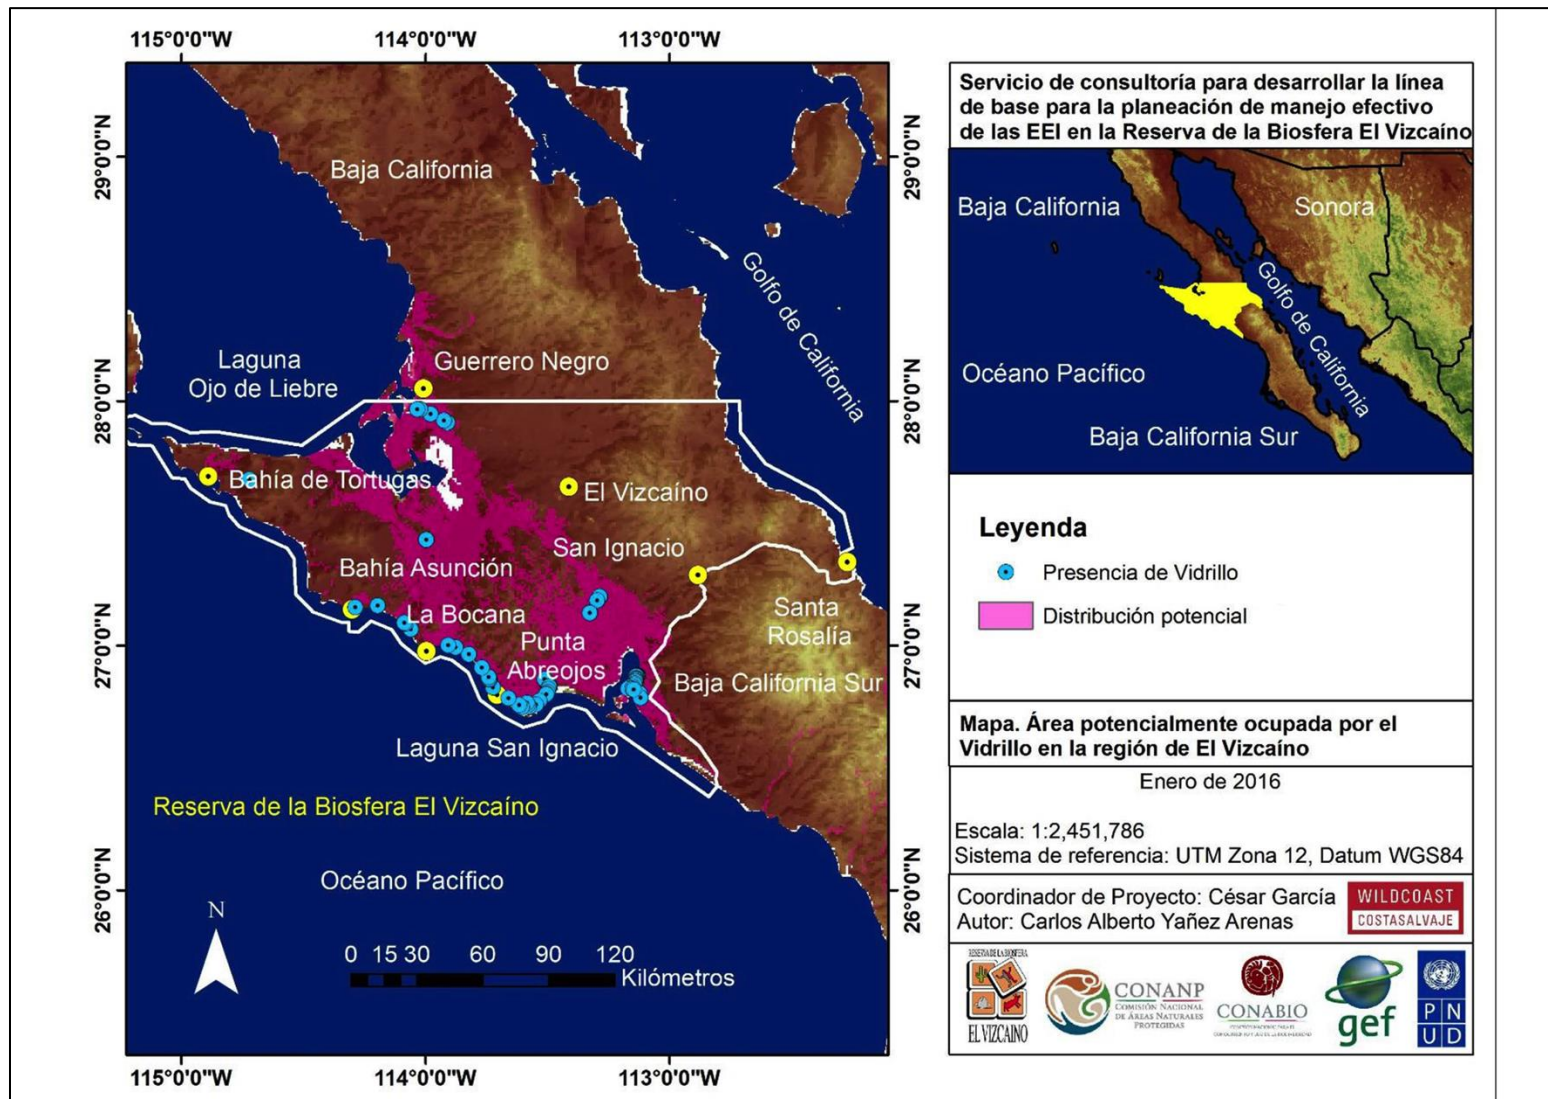 115°0'0"W 114°0'0"W 113°0'0"W
29°0'0"N
28°0'0"N
27°0'0"N
26°0'0"N
Baja California
Golfo de California
Laguna
Ojo de Liebre
Guerrero Negro
Bahía de Tortugas
El Vizcaíno
San Ignacio
Bahía Asunción
La Bocana
Santa
Rosalía
Punta
Abreojos
Baja California Sur
Laguna San Ignacio
Reserva de la Biosfera El Vizcaíno
Océano Pacífico
N
0 15 30 60 90 120
Kilómetros
29°0'0"N
28°0'0"N
27°0'0"N
26°0'0"N
115°0'0"W 114°0'0"W 113°0'0"W
Servicio de consultoría para desarrollar la línea
de base para la planeación de manejo efectivo
de las EEI en la Reserva de la Biosfera El Vizcaíno
Baja California
Sonora
Golfo de California
Océano Pacífico
Baja California Sur
Leyenda
Presencia de Vidrillo
Distribución potencial
Mapa. Área potencialmente ocupada por el
Vidrillo en la región de El Vizcaíno
Enero de 2016
Escala: 1:2,451,786
Sistema de referencia: UTM Zona 12, Datum WGS84
Coordinador de Proyecto: César García
Autor: Carlos Alberto Yañez Arenas
WILDCOAST
COSTASALVAJE
RESERVA DE LA BIOSFERA
EL VIZCAINO
CONANP
COMISIÓN NACIONAL
DE ÁREAS NATURALES
PROTEGIDAS
CONABIO
gef
P N
U D